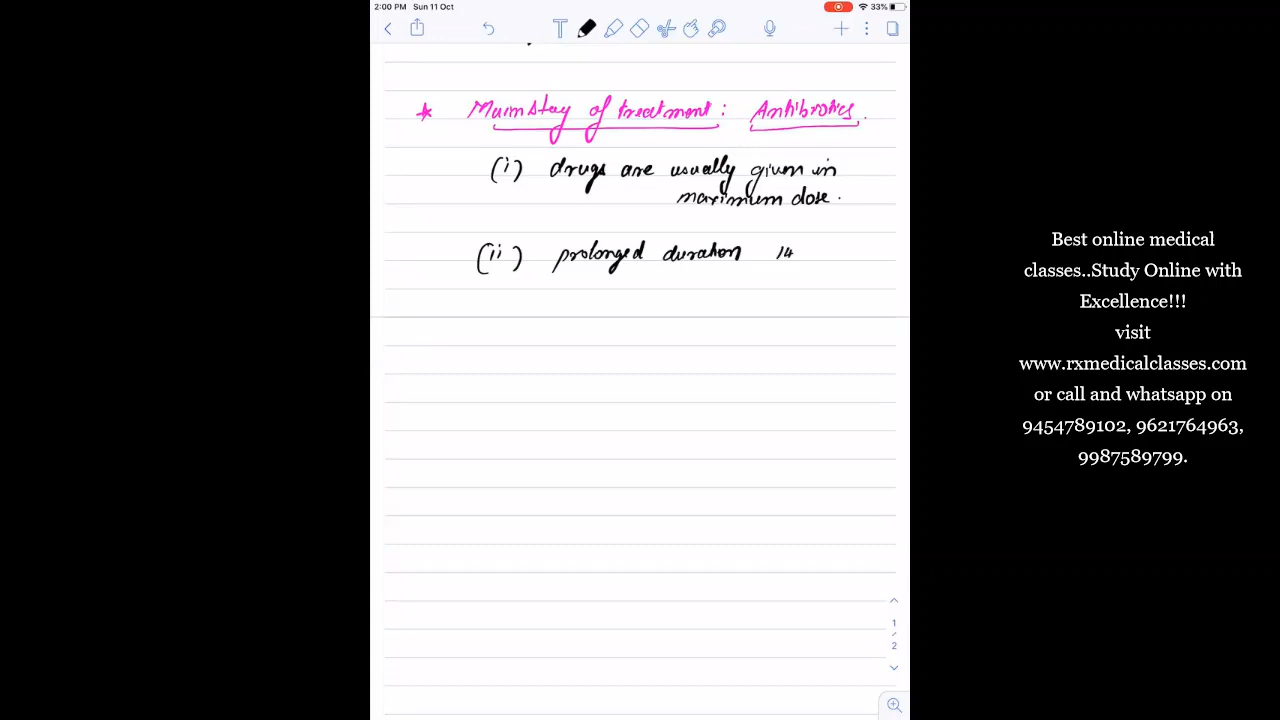 2:00 PM Sun 11 Oct
33%
Mainstay of treatment : Antibiotics.
(i) drugs are usually given in
maximum dose.
(ii) prolonged duration 14
1
2
Best online medical
classes..Study Online with
Excellence!!!
visit
www.rxmedicalclasses.com
or call and whatsapp on
9454789102, 9621764963,
9987589799.